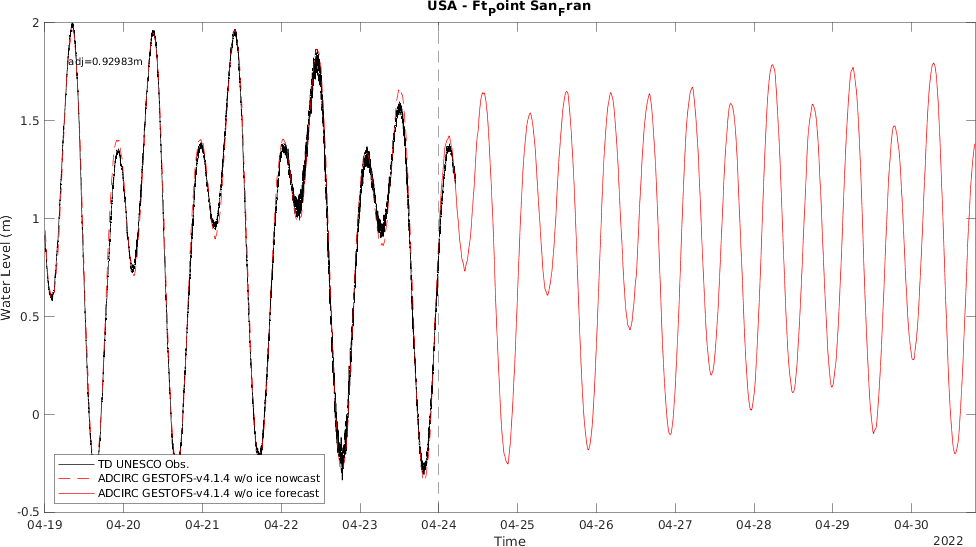 USA - Ft_Point San_Fran
adj=0.92983m
2
1.5
1
0.5
0
-0.5
Water Level (m)
TD UNESCO Obs.
ADCIRC GESTOFS-v4.1.4 w/o ice nowcast
ADCIRC GESTOFS-v4.1.4 w/o ice forecast
04-19 04-20 04-21 04-22 04-23 04-24 04-25 04-26 04-27 04-28 04-29 04-30
Time
2022